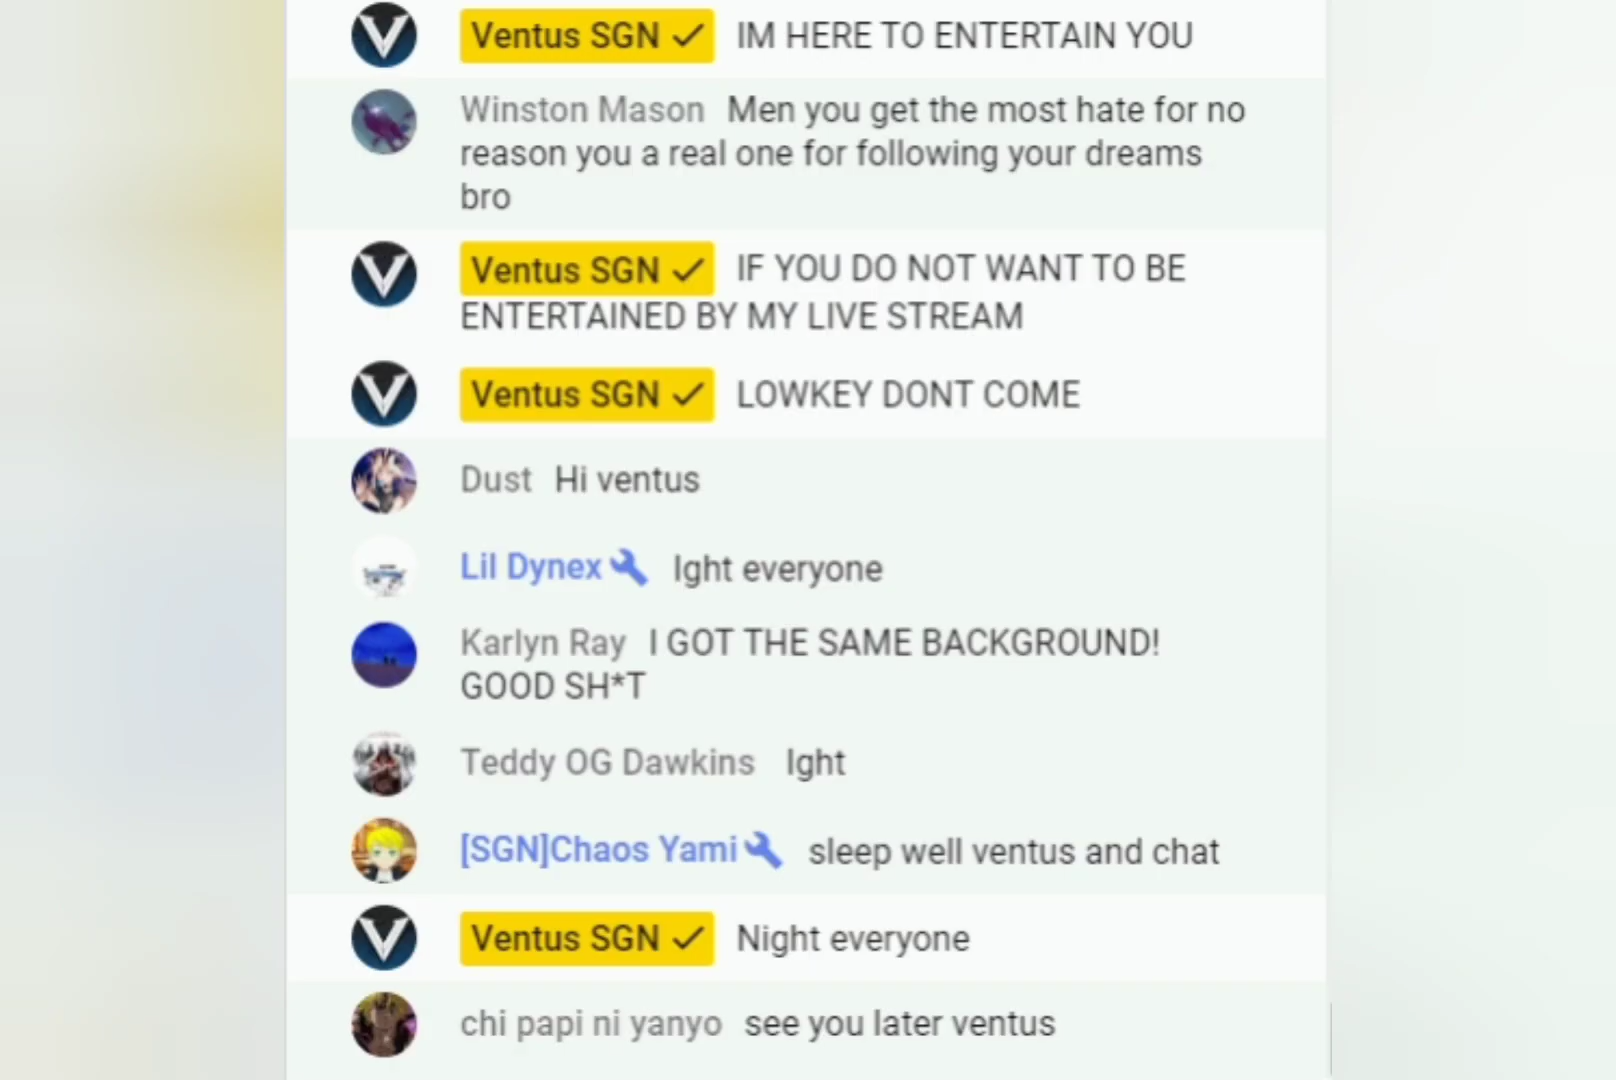 Ventus SGN IM HERE TO ENTERTAIN YOU
Winston Mason Men you get the most hate for no
reason you a real one for following your dreams
bro
Ventus SGN IF YOU DO NOT WANT TO BE
ENTERTAINED BY MY LIVE STREAM
Ventus SGN LOWKEY DONT COME
Dust Hi ventus
Lil Dynex Ight everyone
Karlyn Ray I GOT THE SAME BACKGROUND!
GOOD SH*T
Teddy OG Dawkins Ight
[SGN]Chaos Yami sleep well ventus and chat
Ventus SGN Night everyone
chi papi ni yanyo see you later ventus